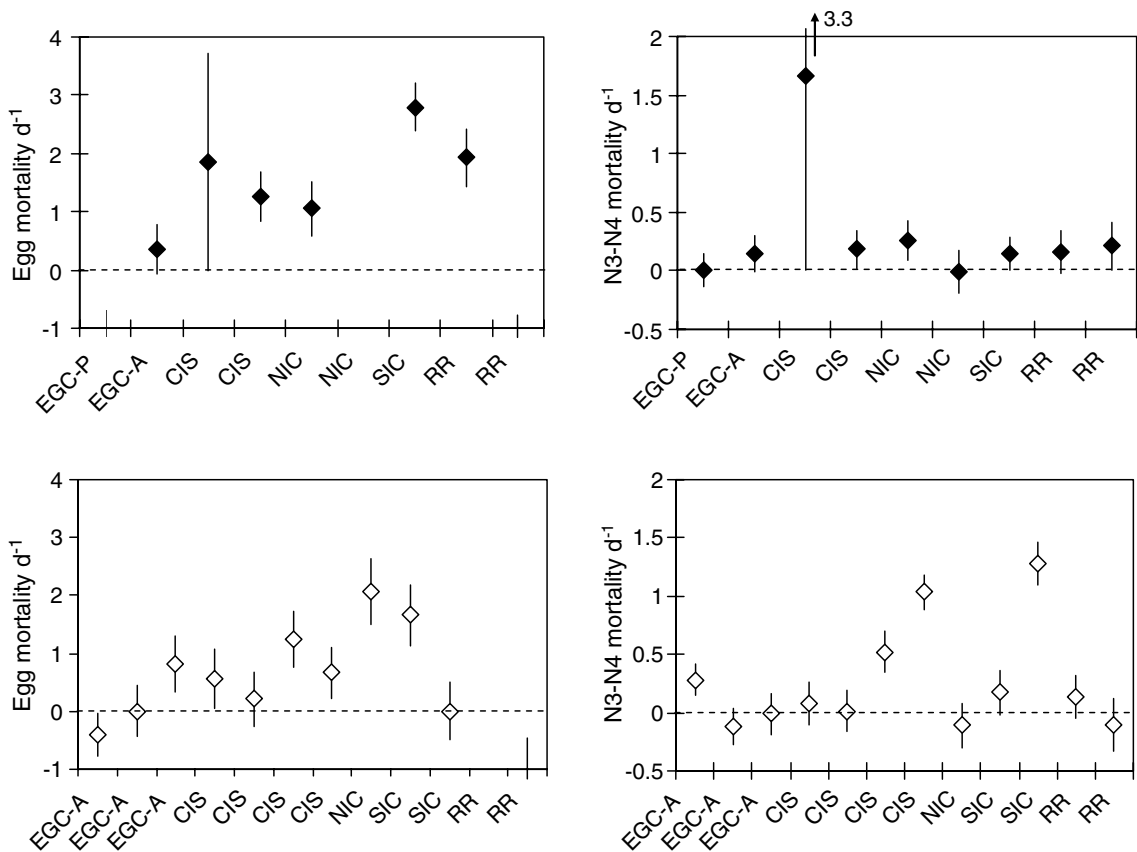 Egg mortality d-1
4
3
2
1
0
-1
EGC-P
EGC-A
CIS
CIS
NIC
NIC
SIC
RR
RR
3.3
N3-N4 mortality d-1
2
1.5
1
0.5
0
-0.5
EGC-P
EGC-A
CIS
CIS
NIC
NIC
SIC
RR
RR
Egg mortality d-1
4
3
2
1
0
-1
EGC-A
EGC-A
EGC-A
CIS
CIS
CIS
CIS
NIC
SIC
SIC
RR
RR
N3-N4 mortality d-1
2
1.5
1
0.5
0
-0.5
EGC-A
EGC-A
EGC-A
CIS
CIS
CIS
CIS
NIC
SIC
SIC
RR
RR